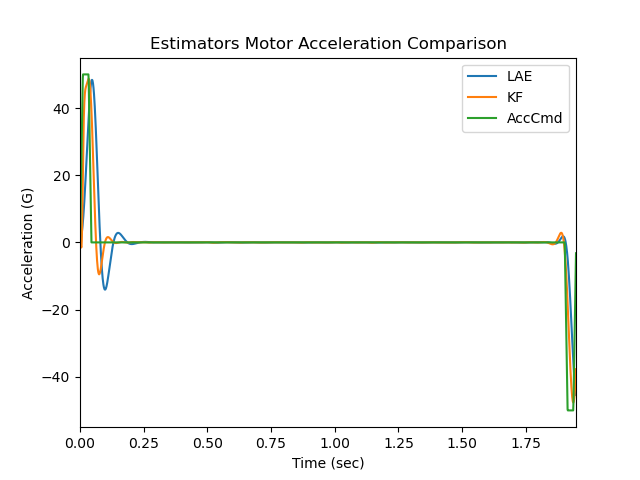 Estimators Motor Acceleration Comparison
LAE
KF
AccCmd
Acceleration (G)
40
20
0
−20
−40
0.00 0.25 0.50 0.75 1.00 1.25 1.50 1.75
Time (sec)